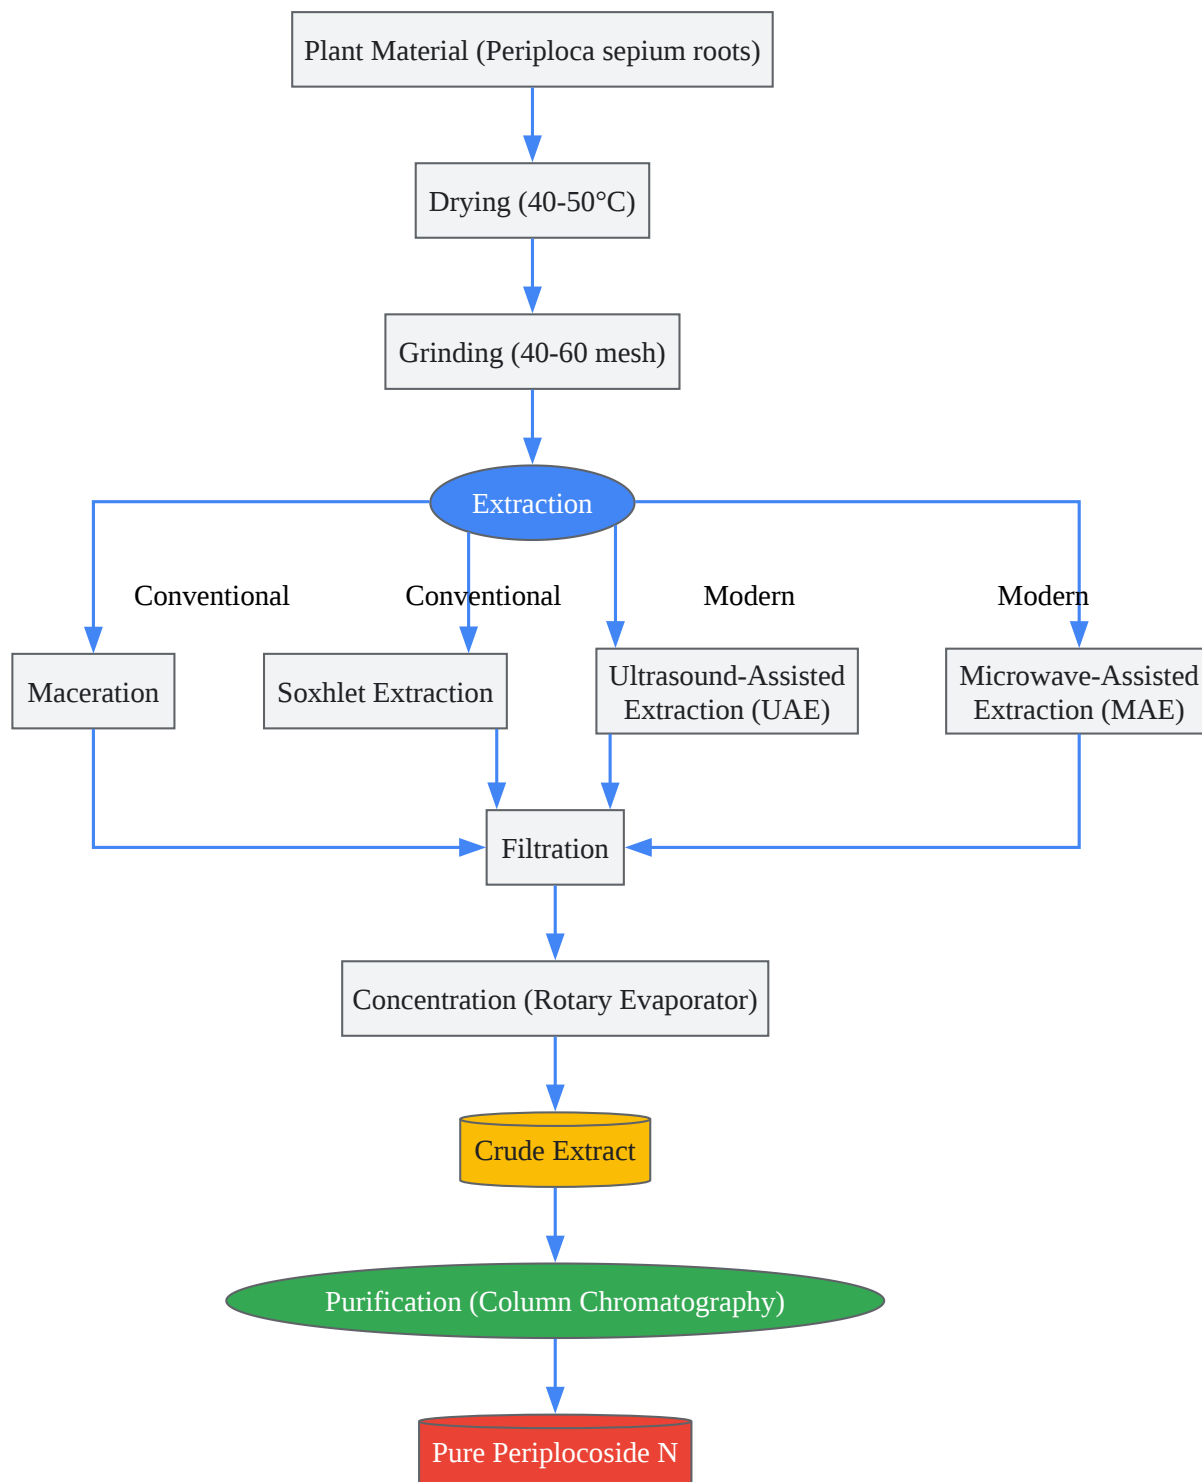 Plant Material (Periploca sepium roots)
Drying (40-50°C)
Grinding (40-60 mesh)
Extraction
Conventional
Conventional
Modern
Modern
Maceration
Soxhlet Extraction
Ultrasound-Assisted
Extraction (UAE)
Microwave-Assisted
Extraction (MAE)
Filtration
Concentration (Rotary Evaporator)
Crude Extract
Purification (Column Chromatography)
Pure Periplocoside N